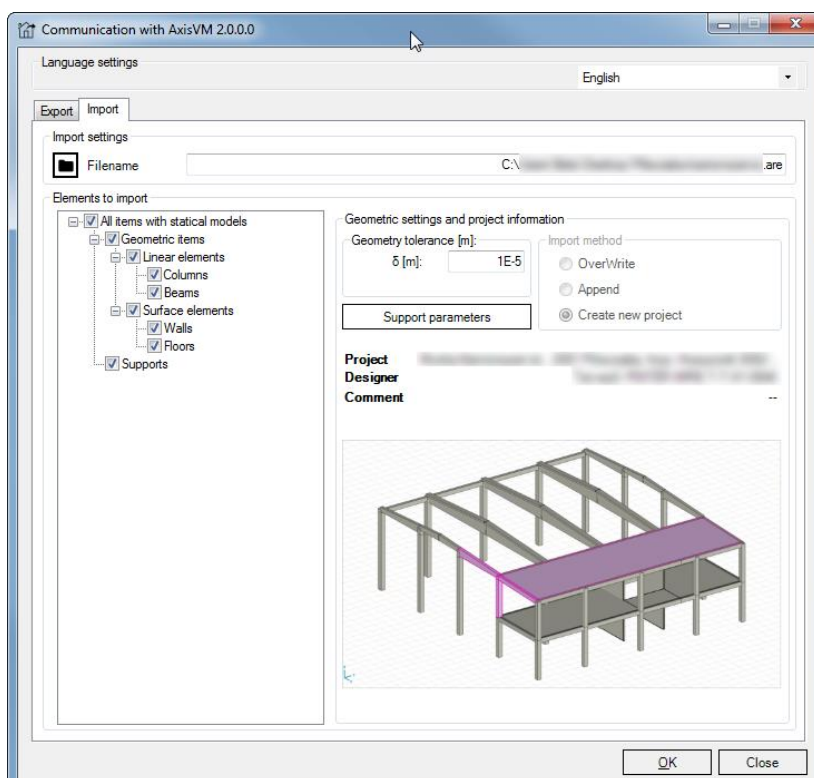 Communication with AxisVM 2.0.0.0
Language settings
English
Export Import
Import settings
Filename C:\ .are
Elements to import
All items with statical models
Geometric items
Linear elements
Columns
Beams
Surface elements
Walls
Floors
Supports
Geometric settings and project information
Geometry tolerance [m]:
δ [m]: 1E-5
Support parameters
Import method
OverWrite
Append
Create new project
Project
Designer
Comment --
OK Close